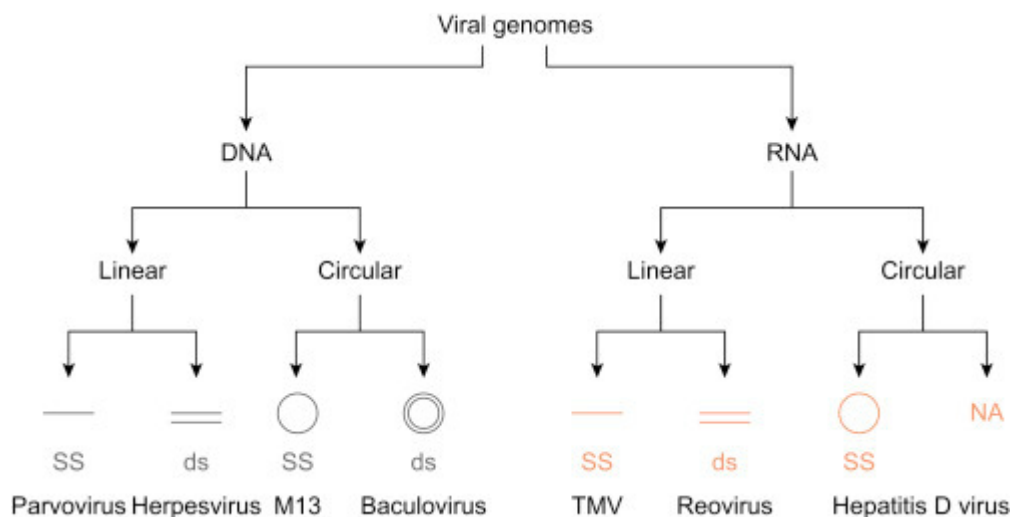 Viral genomes
DNA RNA
Linear Circular Linear Circular
NA
SS ds SS ds SS ds SS
Parvovirus Herpesvirus M13 Baculovirus TMV Reovirus Hepatitis D virus